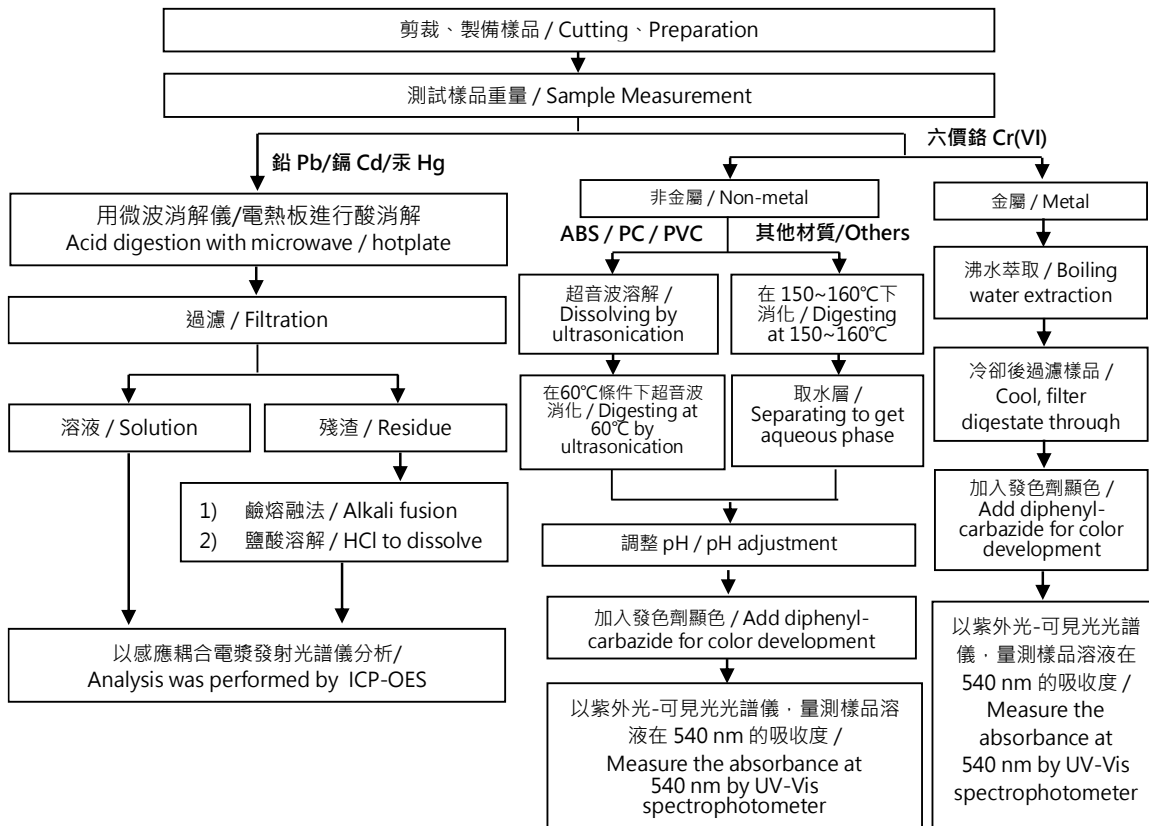 剪裁、製備樣品 / Cutting、Preparation
測試樣品重量 / Sample Measurement
鉛 Pb/鎘 Cd/汞 Hg
用微波消解儀/電熱板進行酸消解
Acid digestion with microwave / hotplate
過濾 / Filtration
溶液 / Solution
殘渣 / Residue
1) 鹼熔融法 / Alkali fusion
2) 鹽酸溶解 / HCl to dissolve
以感應耦合電漿發射光譜儀分析/
Analysis was performed by ICP-OES
六價鉻 Cr(VI)
非金屬 / Non-metal
ABS / PC / PVC
其他材質/Others
超音波溶解 /
Dissolving by
ultrasonication
在 150~160℃下
消化 / Digesting
at 150~160℃
在60℃條件下超音波
消化 / Digesting at
60℃ by
ultrasonication
取水層 /
Separating to get
aqueous phase
調整 pH / pH adjustment
加入發色劑顯色 / Add diphenyl-
carbazide for color development
以紫外光-可見光光譜儀，量測樣品溶
液在 540 nm 的吸收度 /
Measure the absorbance at
540 nm by UV-Vis
spectrophotometer
金屬 / Metal
沸水萃取 / Boiling
water extraction
冷卻後過濾樣品 /
Cool, filter
digestate through
加入發色劑顯色 /
Add diphenyl-
carbazide for color
development
以紫外光-可見光光譜
儀，量測樣品溶液在
540 nm 的吸收度 /
Measure the
absorbance at
540 nm by UV-Vis
spectrophotometer